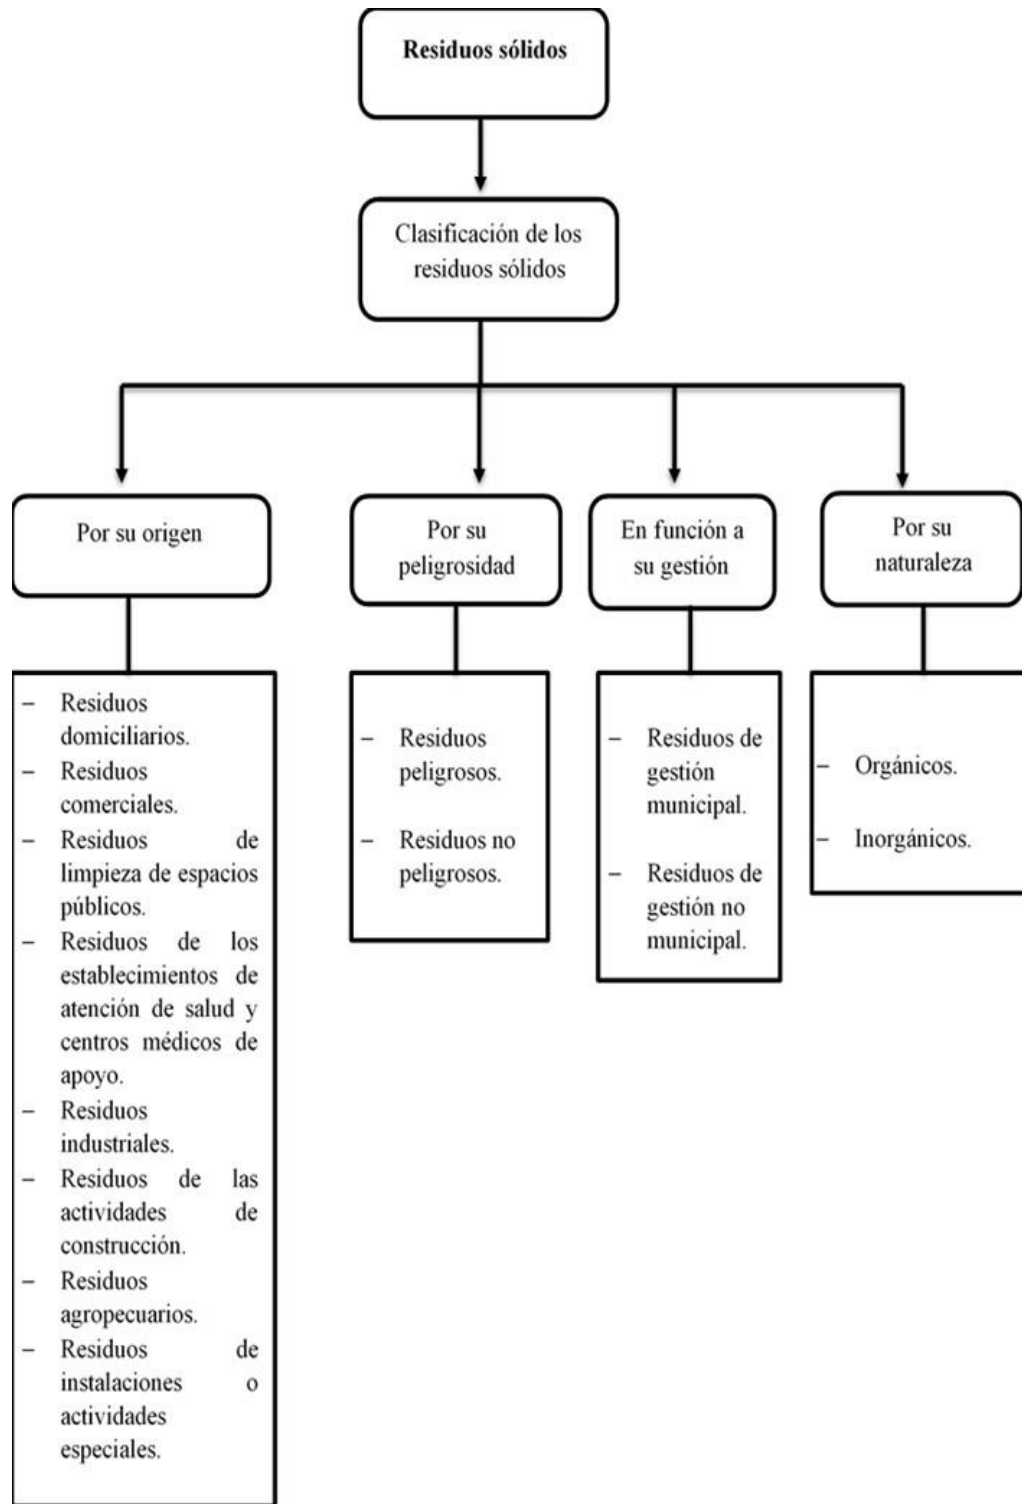 Residuos sólidos
Clasificación de los
residuos sólidos
Por su origen
Por su
peligrosidad
En función a
su gestión
Por su
naturaleza
– Residuos
domiciliarios.
– Residuos
comerciales.
– Residuos de
limpieza de espacios
públicos.
– Residuos de los
establecimientos de
atención de salud y
centros médicos de
apoyo.
– Residuos
industriales.
– Residuos de las
actividades de
construcción.
– Residuos
agropecuarios.
– Residuos de
instalaciones o
actividades
especiales.
– Residuos
peligrosos.
– Residuos no
peligrosos.
– Residuos de
gestión
municipal.
– Residuos de
gestión no
municipal.
– Orgánicos.
– Inorgánicos.